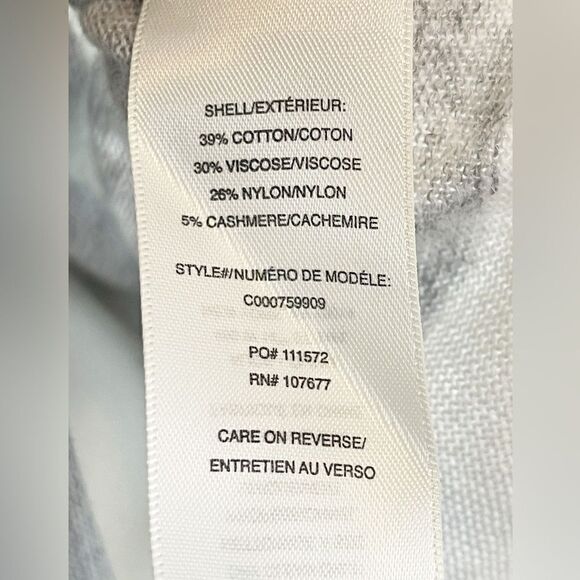 SHELL/EXTÉRIEUR:
39% COTTON/COTON
30% VISCOSE/VISCOSE
26% NYLON/NYLON
5% CASHMERE/CACHEMIRE
STYLE#/NUMÉRO DE MODÉLE:
C000759909
PO# 111572
RN# 107677
CARE ON REVERSE/
ENTRETIEN AU VERSO